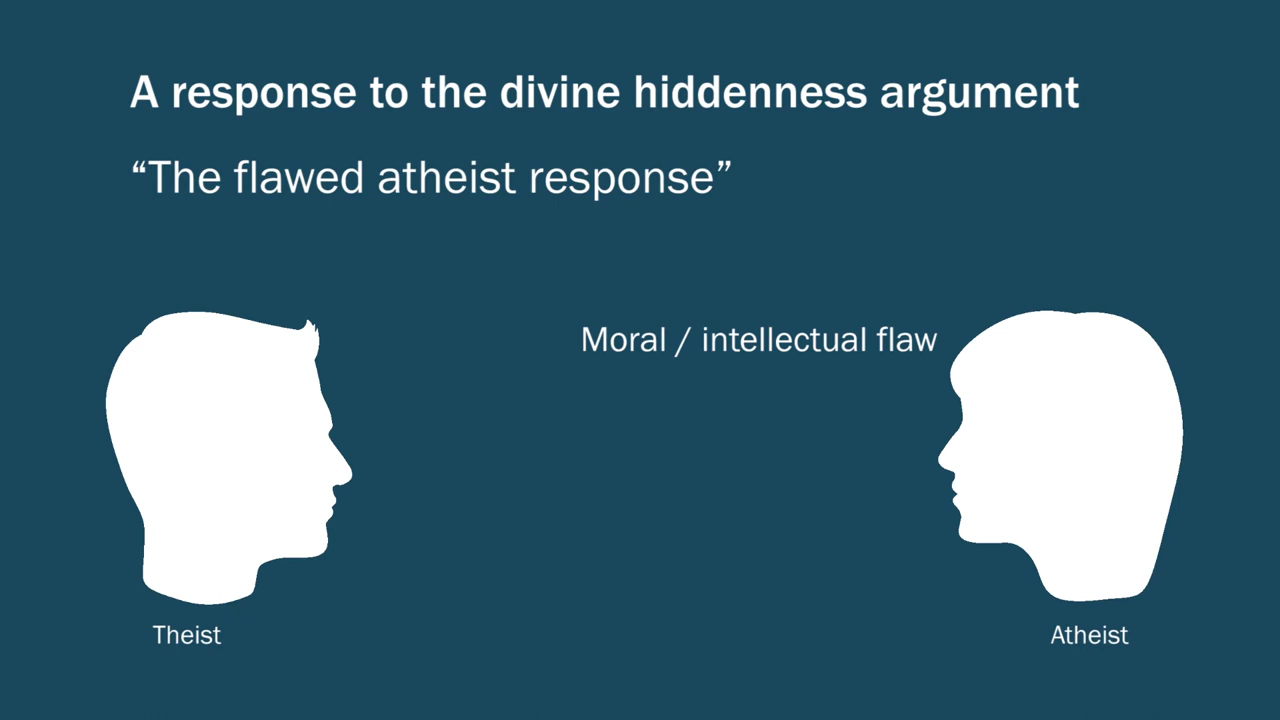 A response to the divine hiddenness argument
“The flawed atheist response”
Moral / intellectual flaw
Theist
Atheist